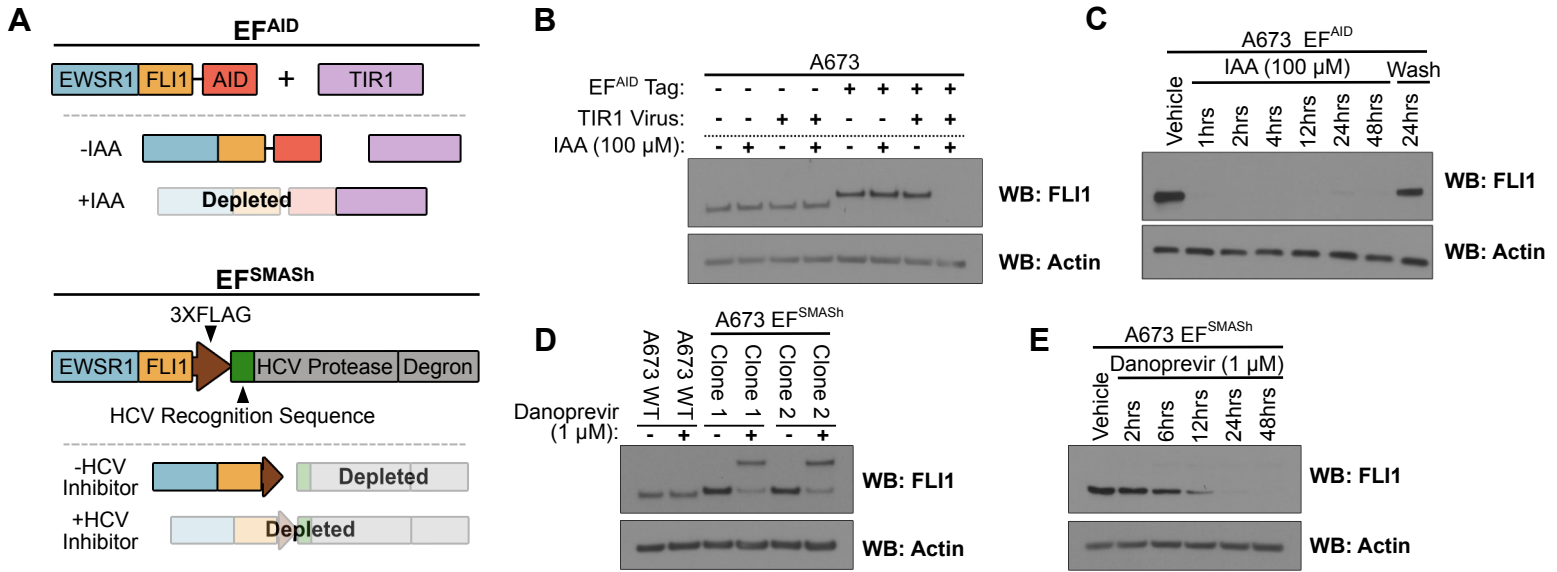 A
EF^AID
EWSR1 FLI1 AID + TIR1
-IAA
+IAA
Depleted
EF^SMASh
3XFLAG
EWSR1 FLI1 HCV Protease Degron
HCV Recognition Sequence
-HCV
Inhibitor
Depleted
+HCV
Inhibitor
Depleted
B
A673
EF^AID Tag: - - - - + + + +
TIR1 Virus: - - + + - - + +
IAA (100 µM): - + - + - + - +
WB: FLI1
WB: Actin
C
A673 EF^AID
IAA (100 µM) Wash
Vehicle 1hrs 2hrs 4hrs 12hrs 24hrs 48hrs 24hrs
WB: FLI1
WB: Actin
D
A673 EF^SMASh
A673 WT A673 WT Clone 1 Clone 1 Clone 2 Clone 2
Danoprevir
(1 µM): - + - + - +
WB: FLI1
WB: Actin
E
A673 EF^SMASh
Danoprevir (1 µM)
Vehicle 2hrs 6hrs 12hrs 24hrs 48hrs
WB: FLI1
WB: Actin